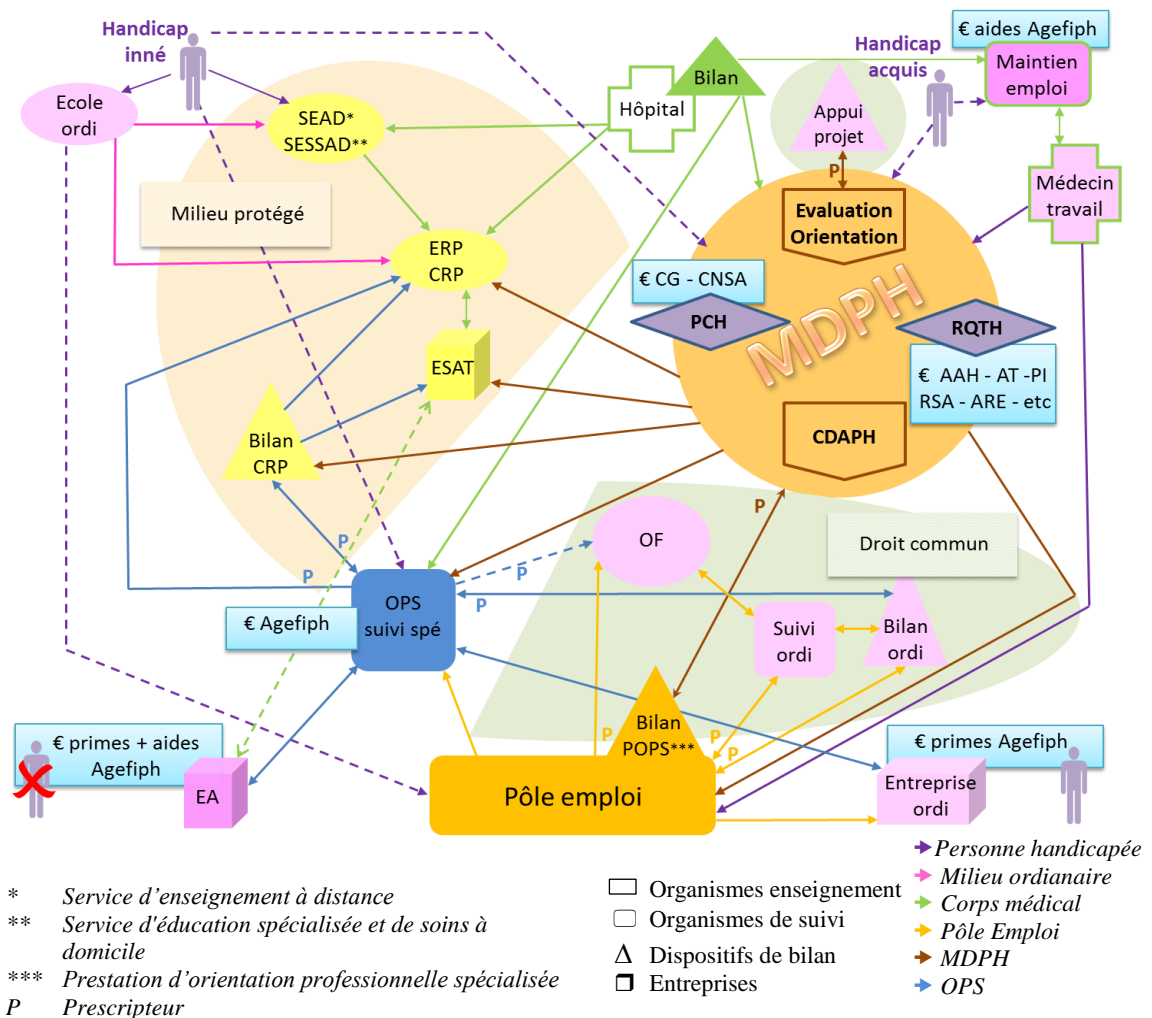 Handicap
inné
€ aides Agefiph
Handicap
acquis
Maintien
emploi
Bilan
Hôpital
Appui
projet
Ecole
ordi
SEAD*
SESSAD**
P
Médecin
travail
Milieu protégé
Evaluation
Orientation
ERP
CRP
€ CG - CNSA
PCH
MDPH
RQTH
ESAT
€ AAH - AT -PI
RSA - ARE - etc
Bilan
CRP
CDAPH
P
OF
Droit commun
P
P
P
P
OPS
suivi spé
€ Agefiph
Suivi
ordi
Bilan
ordi
€ primes + aides
Agefiph
EA
P
Bilan
POPS***
P
P
€ primes Agefiph
Pôle emploi
Entreprise
ordi
* Service d’enseignement à distance
** Service d'éducation spécialisée et de soins à
domicile
*** Prestation d’orientation professionnelle spécialisée
P Prescripteur
Organismes enseignement
Organismes de suivi
Dispositifs de bilan
Entreprises
Personne handicapée
Milieu ordianaire
Corps médical
Pôle Emploi
MDPH
OPS